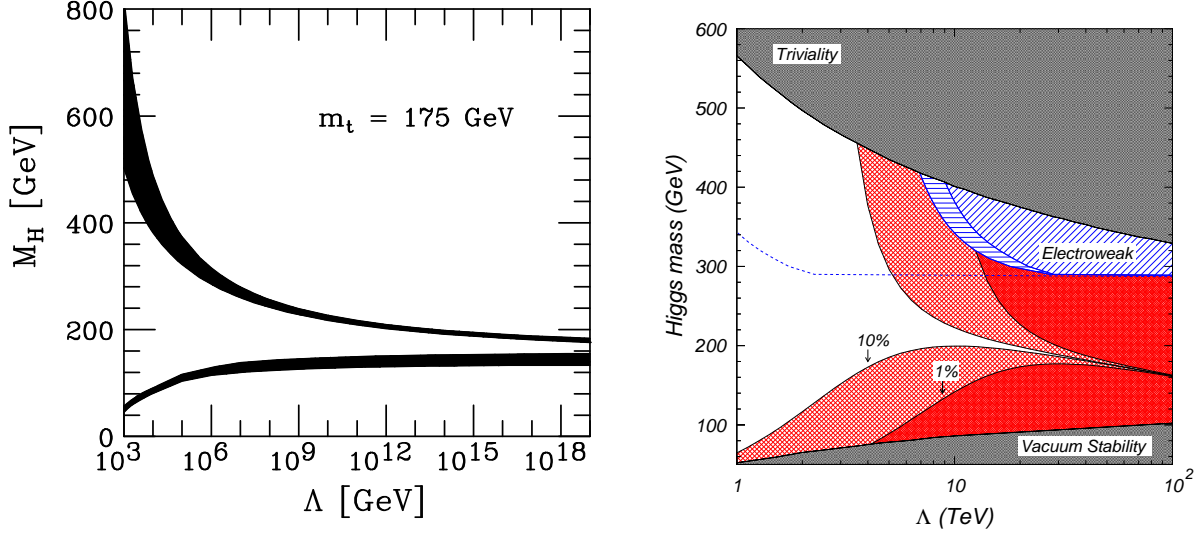 800
600
400
200
0
M_H [GeV]
m_t = 175 GeV
10^3
10^6
10^9
10^12
10^15
10^18
Λ [GeV]
600
500
400
300
200
100
Higgs mass (GeV)
Triviality
Electroweak
10%
1%
Vacuum Stability
1
10
10^2
Λ (TeV)